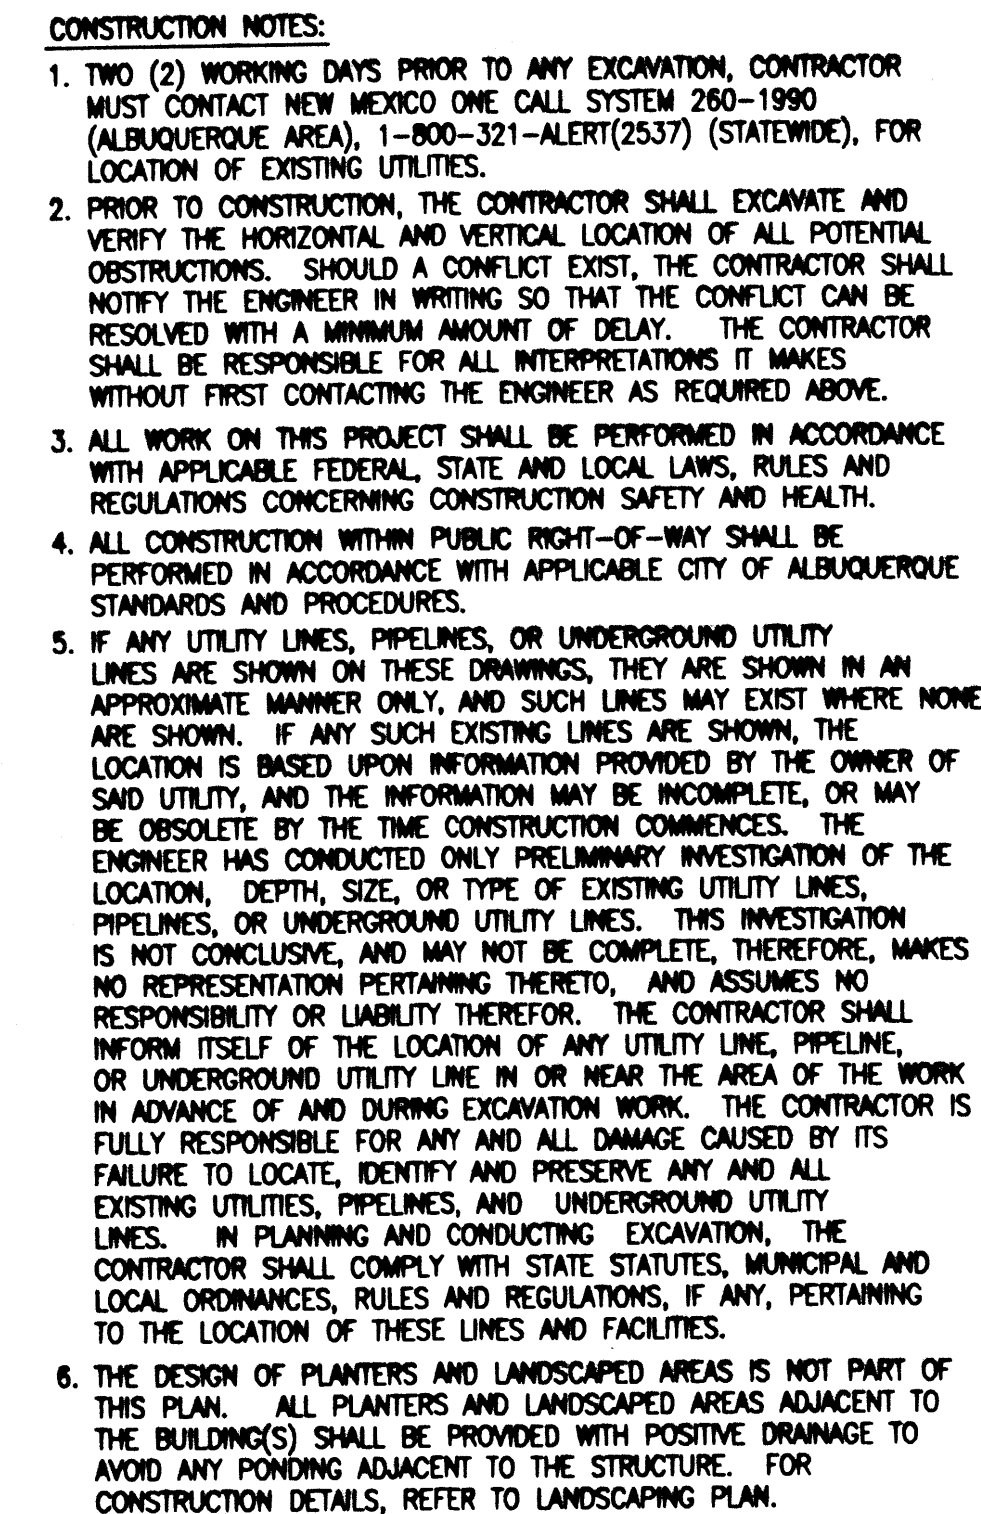 CONSTRUCTION NOTES:
1. TWO (2) WORKING DAYS PRIOR TO ANY EXCAVATION, CONTRACTOR
MUST CONTACT NEW MEXICO ONE CALL SYSTEM 260-1990
(ALBUQUERQUE AREA), 1-800-321-ALERT(2537) (STATEWIDE), FOR
LOCATION OF EXISTING UTILITIES.
2. PRIOR TO CONSTRUCTION, THE CONTRACTOR SHALL EXCAVATE AND
VERIFY THE HORIZONTAL AND VERTICAL LOCATION OF ALL POTENTIAL
OBSTRUCTIONS. SHOULD A CONFLICT EXIST, THE CONTRACTOR SHALL
NOTIFY THE ENGINEER IN WRITING SO THAT THE CONFLICT CAN BE
RESOLVED WITH A MINIMUM AMOUNT OF DELAY. THE CONTRACTOR
SHALL BE RESPONSIBLE FOR ALL INTERPRETATIONS IT MAKES
WITHOUT FIRST CONTACTING THE ENGINEER AS REQUIRED ABOVE.
3. ALL WORK ON THIS PROJECT SHALL BE PERFORMED IN ACCORDANCE
WITH APPLICABLE FEDERAL, STATE AND LOCAL LAWS, RULES AND
REGULATIONS CONCERNING CONSTRUCTION SAFETY AND HEALTH.
4. ALL CONSTRUCTION WITHIN PUBLIC RIGHT-OF-WAY SHALL BE
PERFORMED IN ACCORDANCE WITH APPLICABLE CITY OF ALBUQUERQUE
STANDARDS AND PROCEDURES.
5. IF ANY UTILITY LINES, PIPELINES, OR UNDERGROUND UTILITY
LINES ARE SHOWN ON THESE DRAWINGS, THEY ARE SHOWN IN AN
APPROXIMATE MANNER ONLY, AND SUCH LINES MAY EXIST WHERE NONE
ARE SHOWN. IF ANY SUCH EXISTING LINES ARE SHOWN, THE
LOCATION IS BASED UPON INFORMATION PROVIDED BY THE OWNER OF
SAID UTILITY, AND THE INFORMATION MAY BE INCOMPLETE, OR MAY
BE OBSOLETE BY THE TIME CONSTRUCTION COMMENCES. THE
ENGINEER HAS CONDUCTED ONLY PRELIMINARY INVESTIGATION OF THE
LOCATION, DEPTH, SIZE, OR TYPE OF EXISTING UTILITY LINES,
PIPELINES, OR UNDERGROUND UTILITY LINES. THIS INVESTIGATION
IS NOT CONCLUSIVE, AND MAY NOT BE COMPLETE, THEREFORE, MAKES
NO REPRESENTATION PERTAINING THERETO, AND ASSUMES NO
RESPONSIBILITY OR LIABILITY THEREFOR. THE CONTRACTOR SHALL
INFORM ITSELF OF THE LOCATION OF ANY UTILITY LINE, PIPELINE,
OR UNDERGROUND UTILITY LINE IN OR NEAR THE AREA OF THE WORK
IN ADVANCE OF AND DURING EXCAVATION WORK. THE CONTRACTOR IS
FULLY RESPONSIBLE FOR ANY AND ALL DAMAGE CAUSED BY ITS
FAILURE TO LOCATE, IDENTIFY AND PRESERVE ANY AND ALL
EXISTING UTILITIES, PIPELINES, AND UNDERGROUND UTILITY
LINES. IN PLANNING AND CONDUCTING EXCAVATION, THE
CONTRACTOR SHALL COMPLY WITH STATE STATUTES, MUNICIPAL AND
LOCAL ORDINANCES, RULES AND REGULATIONS, IF ANY, PERTAINING
TO THE LOCATION OF THESE LINES AND FACILITIES.
6. THE DESIGN OF PLANTERS AND LANDSCAPED AREAS IS NOT PART OF
THIS PLAN. ALL PLANTERS AND LANDSCAPED AREAS ADJACENT TO
THE BUILDING(S) SHALL BE PROVIDED WITH POSITIVE DRAINAGE TO
AVOID ANY PONDING ADJACENT TO THE STRUCTURE. FOR
CONSTRUCTION DETAILS, REFER TO LANDSCAPING PLAN.